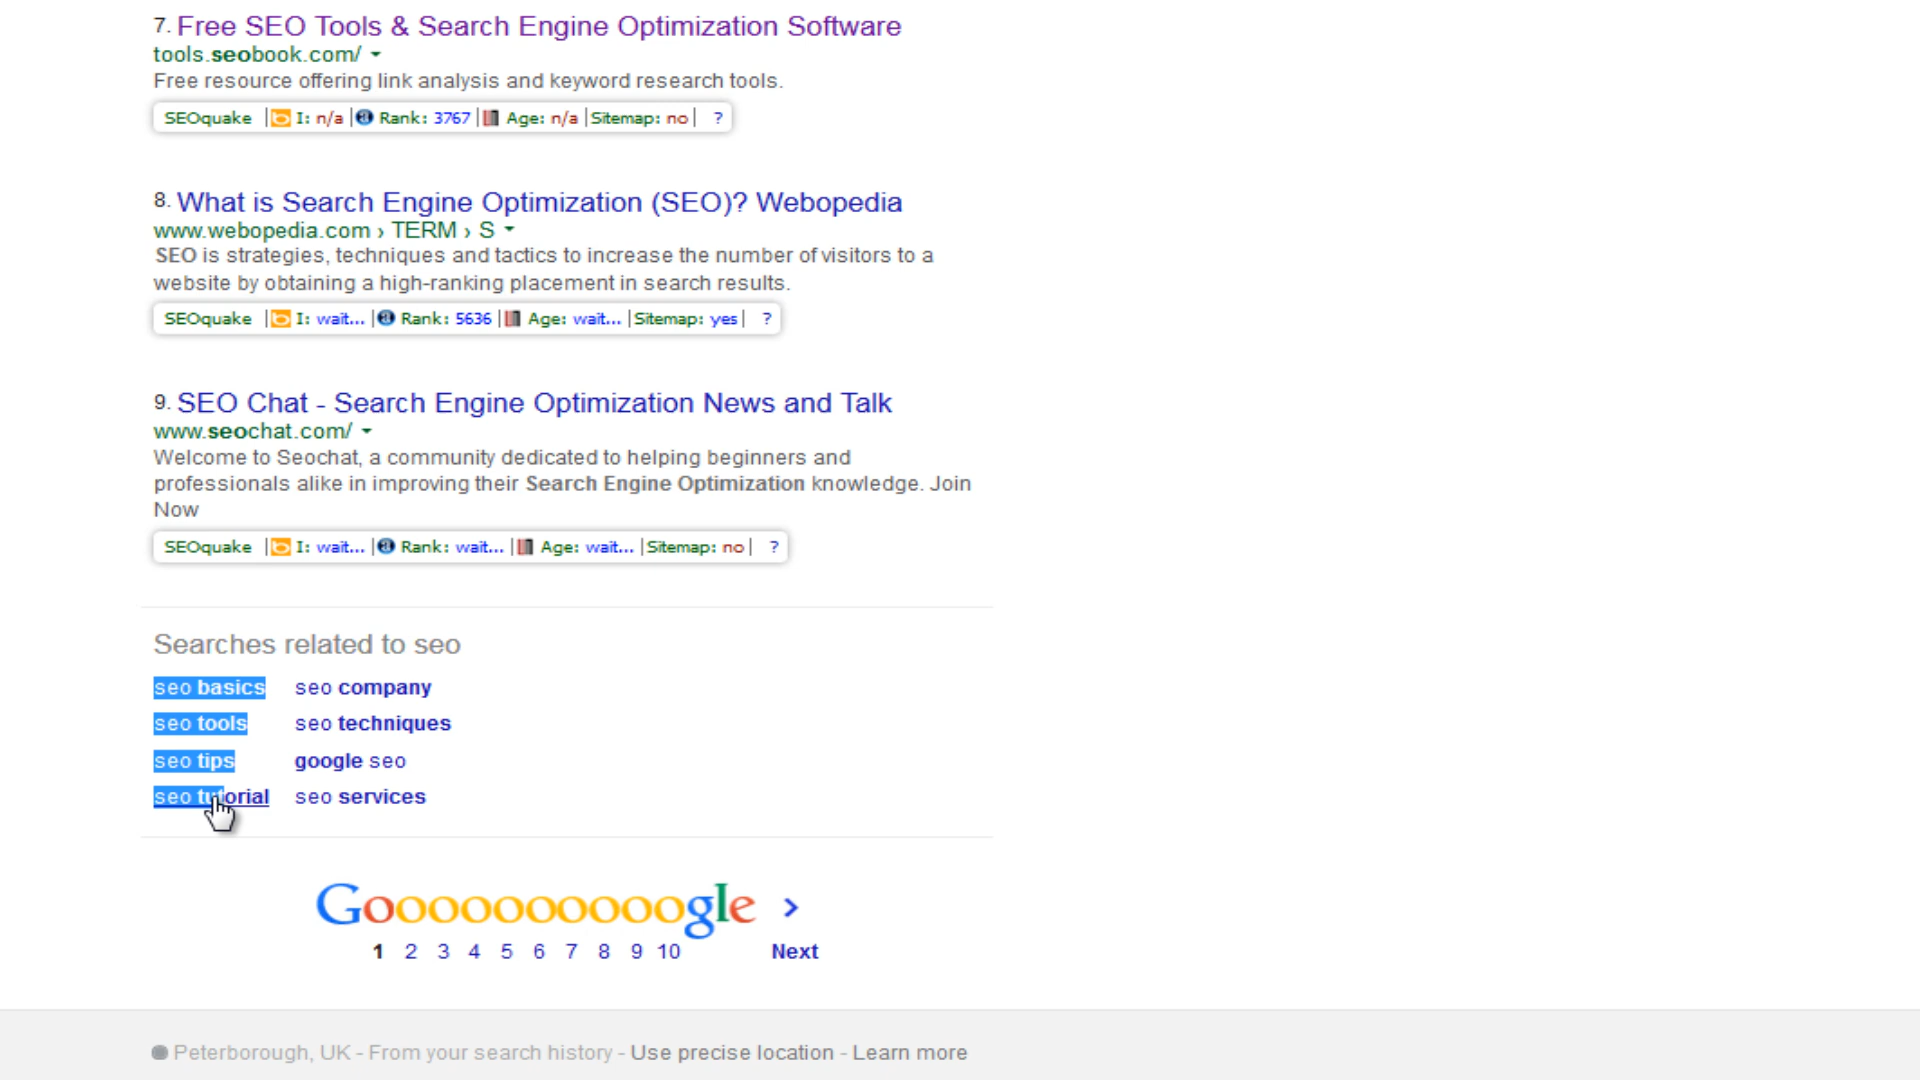 7. Free SEO Tools & Search Engine Optimization Software
tools.seobook.com/
Free resource offering link analysis and keyword research tools.
SEOquake | I: n/a | Rank: 3767 | Age: n/a |Sitemap: no| ?
8. What is Search Engine Optimization (SEO)? Webopedia
www.webopedia.com › TERM › S
SEO is strategies, techniques and tactics to increase the number of visitors to a
website by obtaining a high-ranking placement in search results.
SEOquake | I: wait... | Rank: 5636 | Age: wait... |Sitemap: yes| ?
9. SEO Chat - Search Engine Optimization News and Talk
www.seochat.com/
Welcome to Seochat, a community dedicated to helping beginners and
professionals alike in improving their Search Engine Optimization knowledge. Join
Now
SEOquake | I: wait... | Rank: wait... | Age: wait... |Sitemap: no| ?
Searches related to seo
seo basics seo company
seo tools seo techniques
seo tips google seo
seo tutorial seo services
Goooooooooogle >
1 2 3 4 5 6 7 8 9 10 Next
Peterborough, UK - From your search history - Use precise location - Learn more